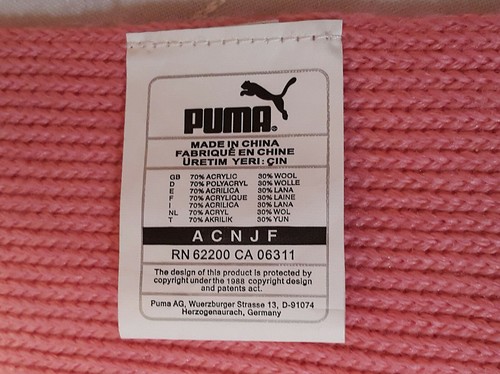 PUMA®
MADE IN CHINA
FABRIQUÉ EN CHINE
ÜRETIM YERI: ÇIN
GB 70% ACRYLIC 30% WOOL
D 70% POLYACRYL 30% WOLLE
E 70% ACRILICA 30% LANA
F 70% ACRYLIQUE 30% LAINE
I 70% ACRILICA 30% LANA
NL 70% ACRYL 30% WOL
T 70% AKRILIK 30% YUN
A C N J F
RN 62200 CA 06311
The design of this product is protected by
copyright under the 1988 copyright design
and patents act.
Puma AG, Wuerzburger Strasse 13, D-91074
Herzogenaurach, Germany